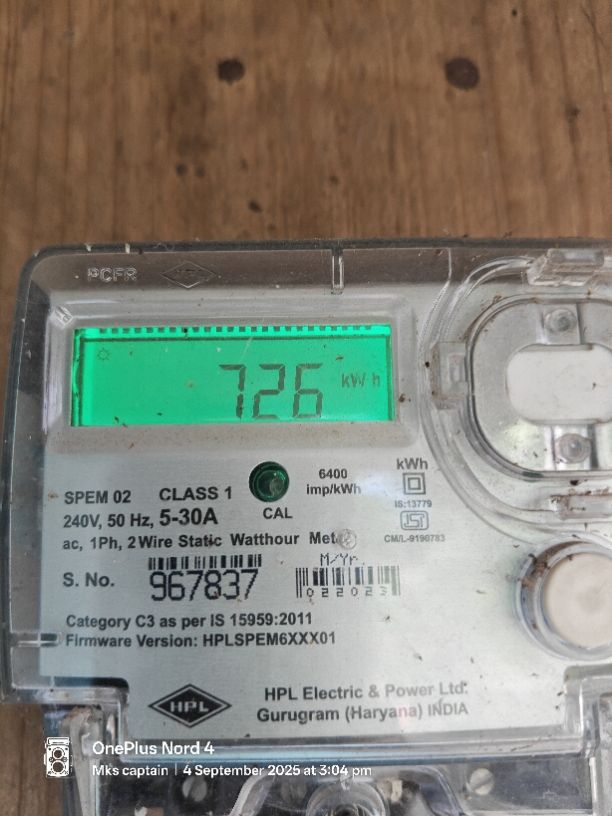 PCFR HPL
726 kW h
6400
imp/kWh
kWh
IS:13779
SPEM 02 CLASS 1
CAL
240V, 50 Hz, 5-30A
CM/L-9190783
ac, 1Ph, 2 Wire Static Watthour
M/Yr.
S. No. 967837
022023
Category C3 as per IS 15959:2011
Firmware Version: HPLSPEM6XXX01
HPL
HPL Electric & Power Ltd.
Gurugram (Haryana) INDIA
OnePlus Nord 4
Mks captain | 4 September 2025 at 3:04 pm